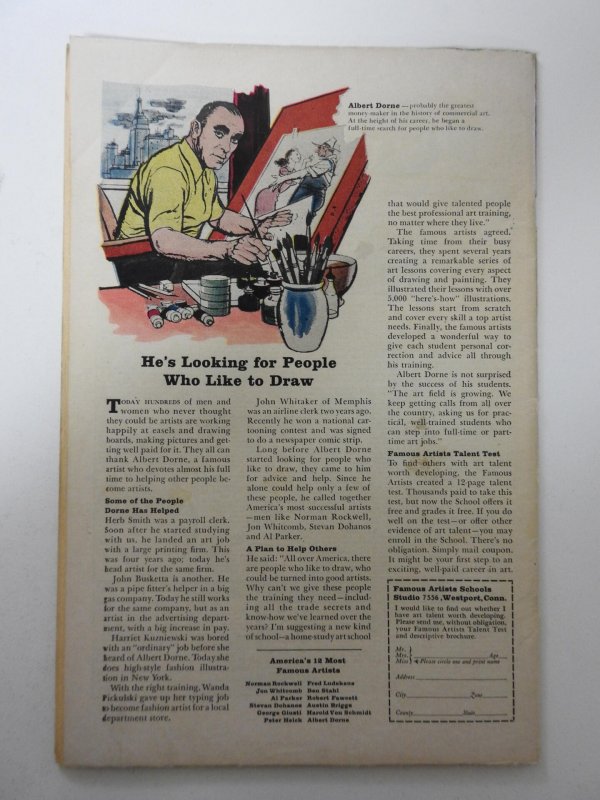 Albert Dorne—probably the greatest
money-maker in the history of commercial art.
At the height of his career, he began a
full-time search for people who like to draw.
He's Looking for People
Who Like to Draw
TODAY HUNDREDS of men and
women who never thought
they could be artists are working
happily at easels and drawing
boards, making pictures and get-
ting well paid for it. They all can
thank Albert Dorne, a famous
artist who devotes almost his full
time to helping other people be-
come artists.
Some of the People
Dorne Has Helped
Herb Smith was a payroll clerk.
Soon after he started studying
with us, he landed an art job
with a large printing firm. This
was four years ago; today he's
head artist for the same firm.
John Busketta is another. He
was a pipe fitter's helper in a big
gas company. Today he still works
for the same company, but as an
artist in the advertising depart-
ment, with a big increase in pay.
Harriet Kuzniewski was bored
with an "ordinary" job before she
heard of Albert Dorne. Today she
does high-style fashion illustra-
tion in New York.
With the right training, Wanda
Pickulski gave up her typing job
to become fashion artist for a local
department store.
John Whitaker of Memphis
was an airline clerk two years ago.
Recently he won a national car-
tooning contest and was signed
to do a newspaper comic strip.
Long before Albert Dorne
started looking for people who
like to draw, they came to him
for advice and help. Since he
alone could help only a few of
these people, he called together
America's most successful artists
—men like Norman Rockwell,
Jon Whitcomb, Stevan Dohanos
and Al Parker.
A Plan to Help Others
He said: "All over America, there
are people who like to draw, who
could be turned into good artists.
Why can't we give these people
the training they need—includ-
ing all the trade secrets and
know-how we've learned over the
years? I'm suggesting a new kind
of school—a home-study art school
America's 12 Most
Famous Artists
Norman Rockwell Fred Ludekens
Jon Whitcomb Ben Stahl
Al Parker Robert Fawcett
Stevan Dohanos Austin Briggs
George Giusti Harold Von Schmidt
Peter Helck Albert Dorne
that would give talented people
the best professional art training,
no matter where they live."
The famous artists agreed.
Taking time from their busy
careers, they spent several years
creating a remarkable series of
art lessons covering every aspect
of drawing and painting. They
illustrated their lessons with over
5,000 "here's-how" illustrations.
The lessons start from scratch
and cover every skill a top artist
needs. Finally, the famous artists
developed a wonderful way to
give each student personal cor-
rection and advice all through
his training.
Albert Dorne is not surprised
by the success of his students.
"The art field is growing. We
keep getting calls from all over
the country, asking us for prac-
tical, well-trained students who
can step into full-time or part-
time art jobs."
Famous Artists Talent Test
To find others with art talent
worth developing, the Famous
Artists created a 12-page talent
test. Thousands paid to take this
test, but now the School offers it
free and grades it free. If you do
well on the test—or offer other
evidence of art talent—you may
enroll in the School. There's no
obligation. Simply mail coupon.
It might be your first step to an
exciting, well-paid career in art.
Famous Artists Schools
Studio 7356, Westport, Conn.
I would like to find out whether I
have art talent worth developing.
Please send me, without obligation,
your Famous Artists Talent Test
and descriptive brochure.
Mr.
Mrs. Age
Miss Please circle one and print name
Address
City Zone
County State